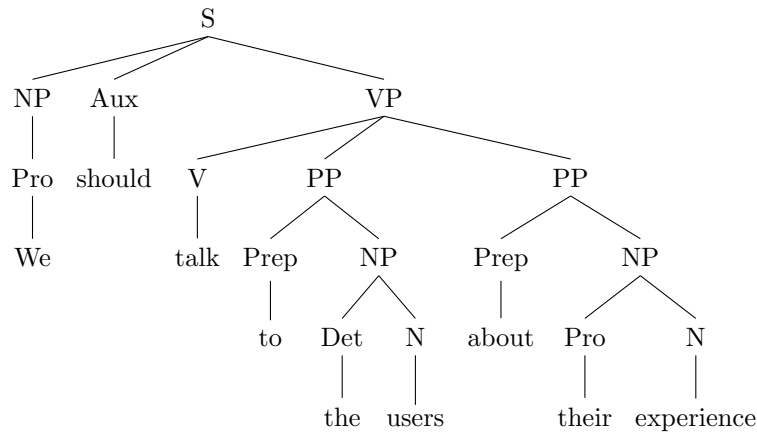 S
NP Aux VP
Pro should V PP PP
We talk Prep NP Prep NP
to Det N about Pro N
the users their experience